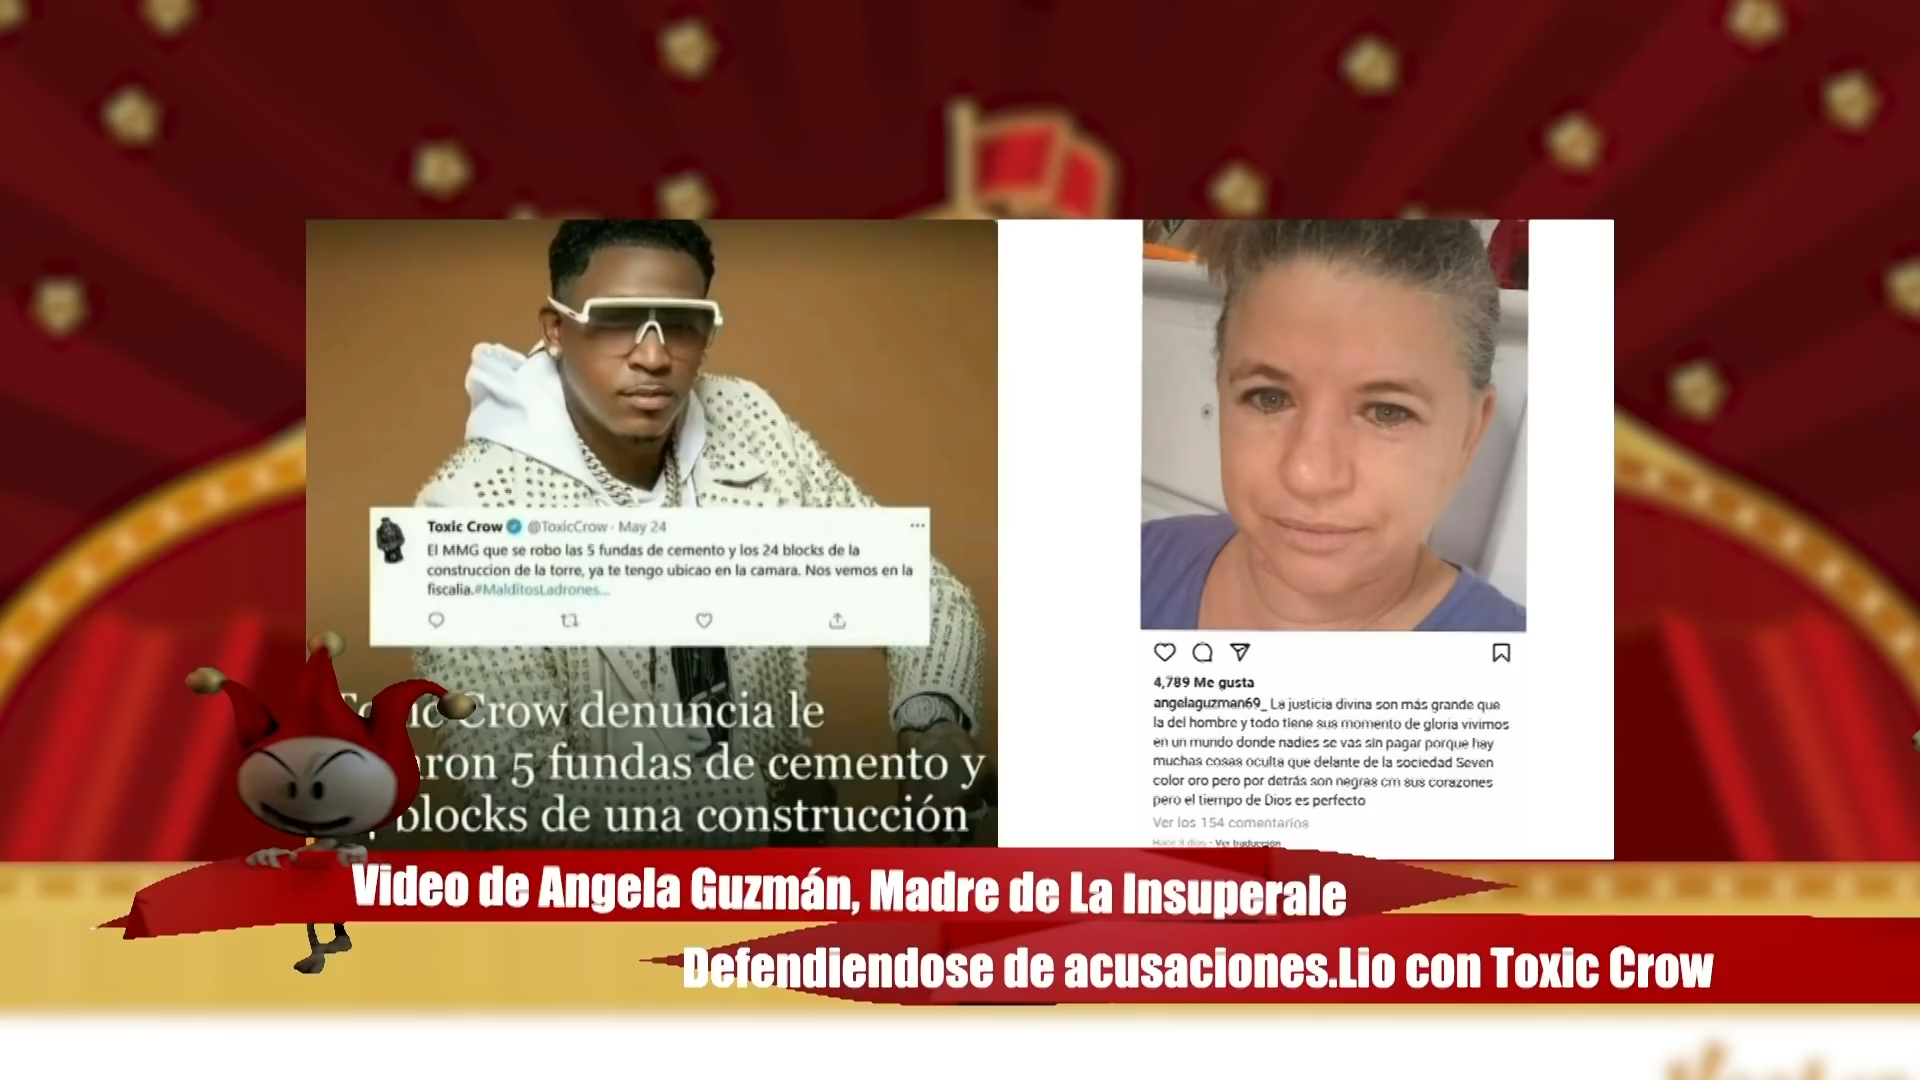 Toxic Crow @ToxicCrow · May 24
El MMG que se robo las 5 fundas de cemento y los 24 blocks de la
construccion de la torre, ya te tengo ubicao en la camara. Nos vemos en la
fiscalia.#MalditosLadrones...
Crow denuncia le
aron 5 fundas de cemento y
blocks de una construcción
4,789 Me gusta
angelaguzman69_ La justicia divina son más grande que
la del hombre y todo tiene sus momento de gloria vivimos
en un mundo donde nadies se vas sin pagar porque hay
muchas cosas oculta que delante de la sociedad Seven
color oro pero por detrás son negras cm sus corazones
pero el tiempo de Dios es perfecto
Ver los 154 comentarios
Hace 8 días · Ver traducción
Video de Angela Guzmán, Madre de La Insuperale
Defendiendose de acusaciones.Lio con Toxic Crow